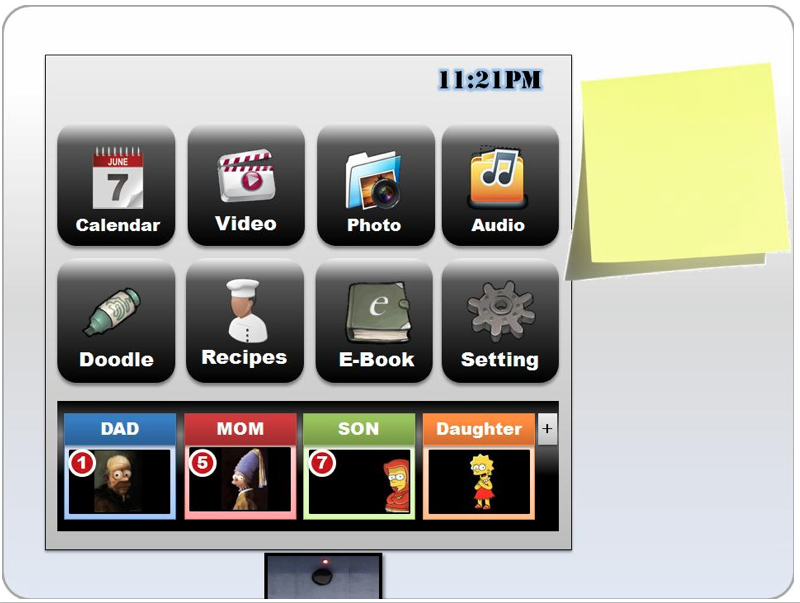 11:21PM
JUNE
7
Calendar
Video
Photo
Audio
e
Doodle
Recipes
E-Book
Setting
DAD
MOM
SON
Daughter
+
1
5
7